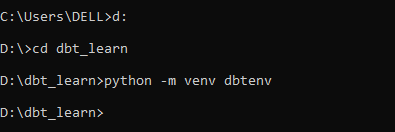 C:\Users\DELL>d:
D:\>cd dbt_learn
D:\dbt_learn>python -m venv dbtenv
D:\dbt_learn>